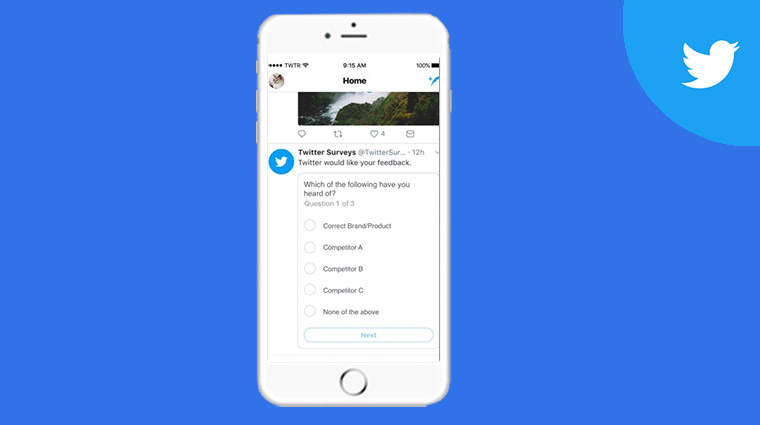 TWTR 9:15 AM 100%
Home
4
Twitter Surveys @TwitterSur... · 12h
Twitter would like your feedback.
Which of the following have you
heard of?
Question 1 of 3
Correct Brand/Product
Competitor A
Competitor B
Competitor C
None of the above
Next